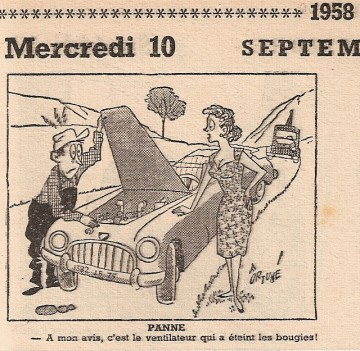 1958
Mercredi 10 SEPTEM
PANNE
— A mon avis, c'est le ventilateur qui a éteint les bougies!